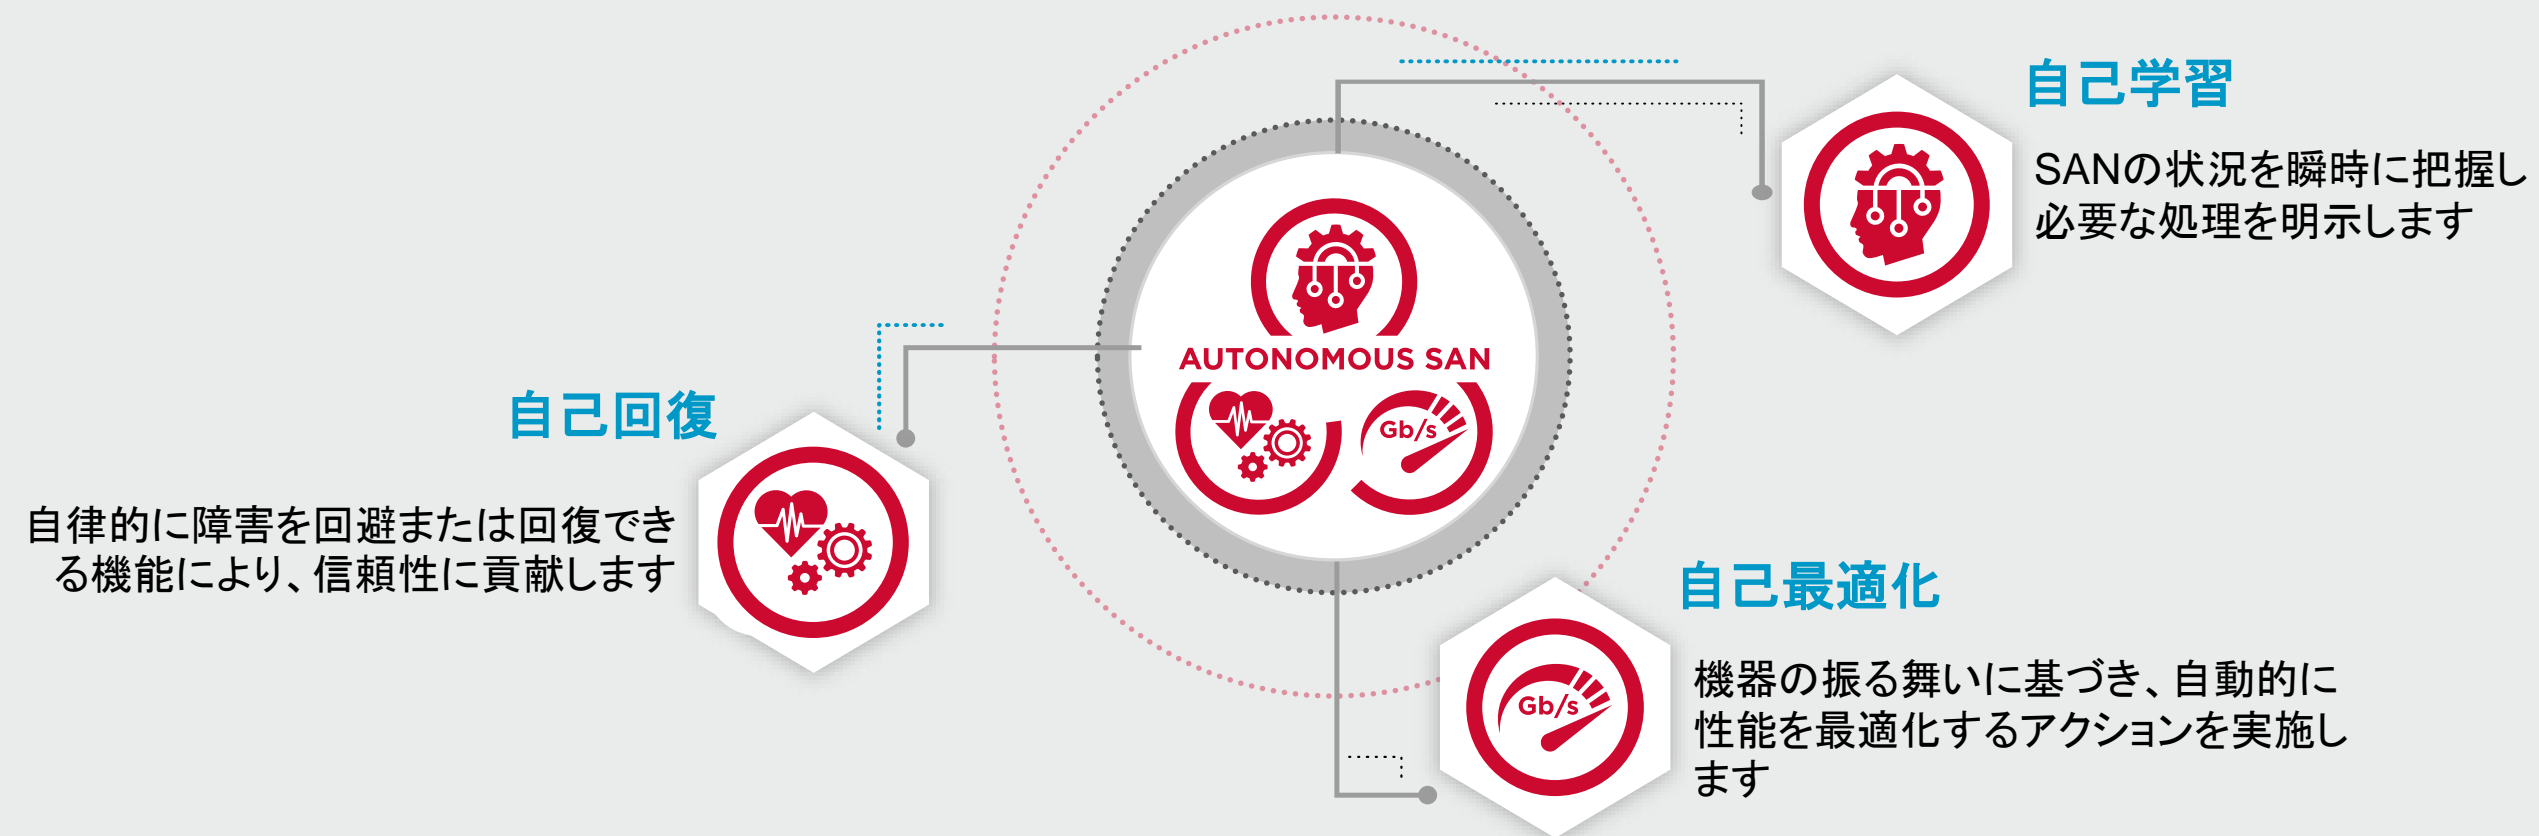 自己学習
SANの状況を瞬時に把握し
必要な処理を明示します
AUTONOMOUS SAN
Gb/s
自己回復
自律的に障害を回避または回復でき
る機能により、信頼性に貢献します
自己最適化
Gb/s
機器の振る舞いに基づき、自動的に
性能を最適化するアクションを実施し
ます